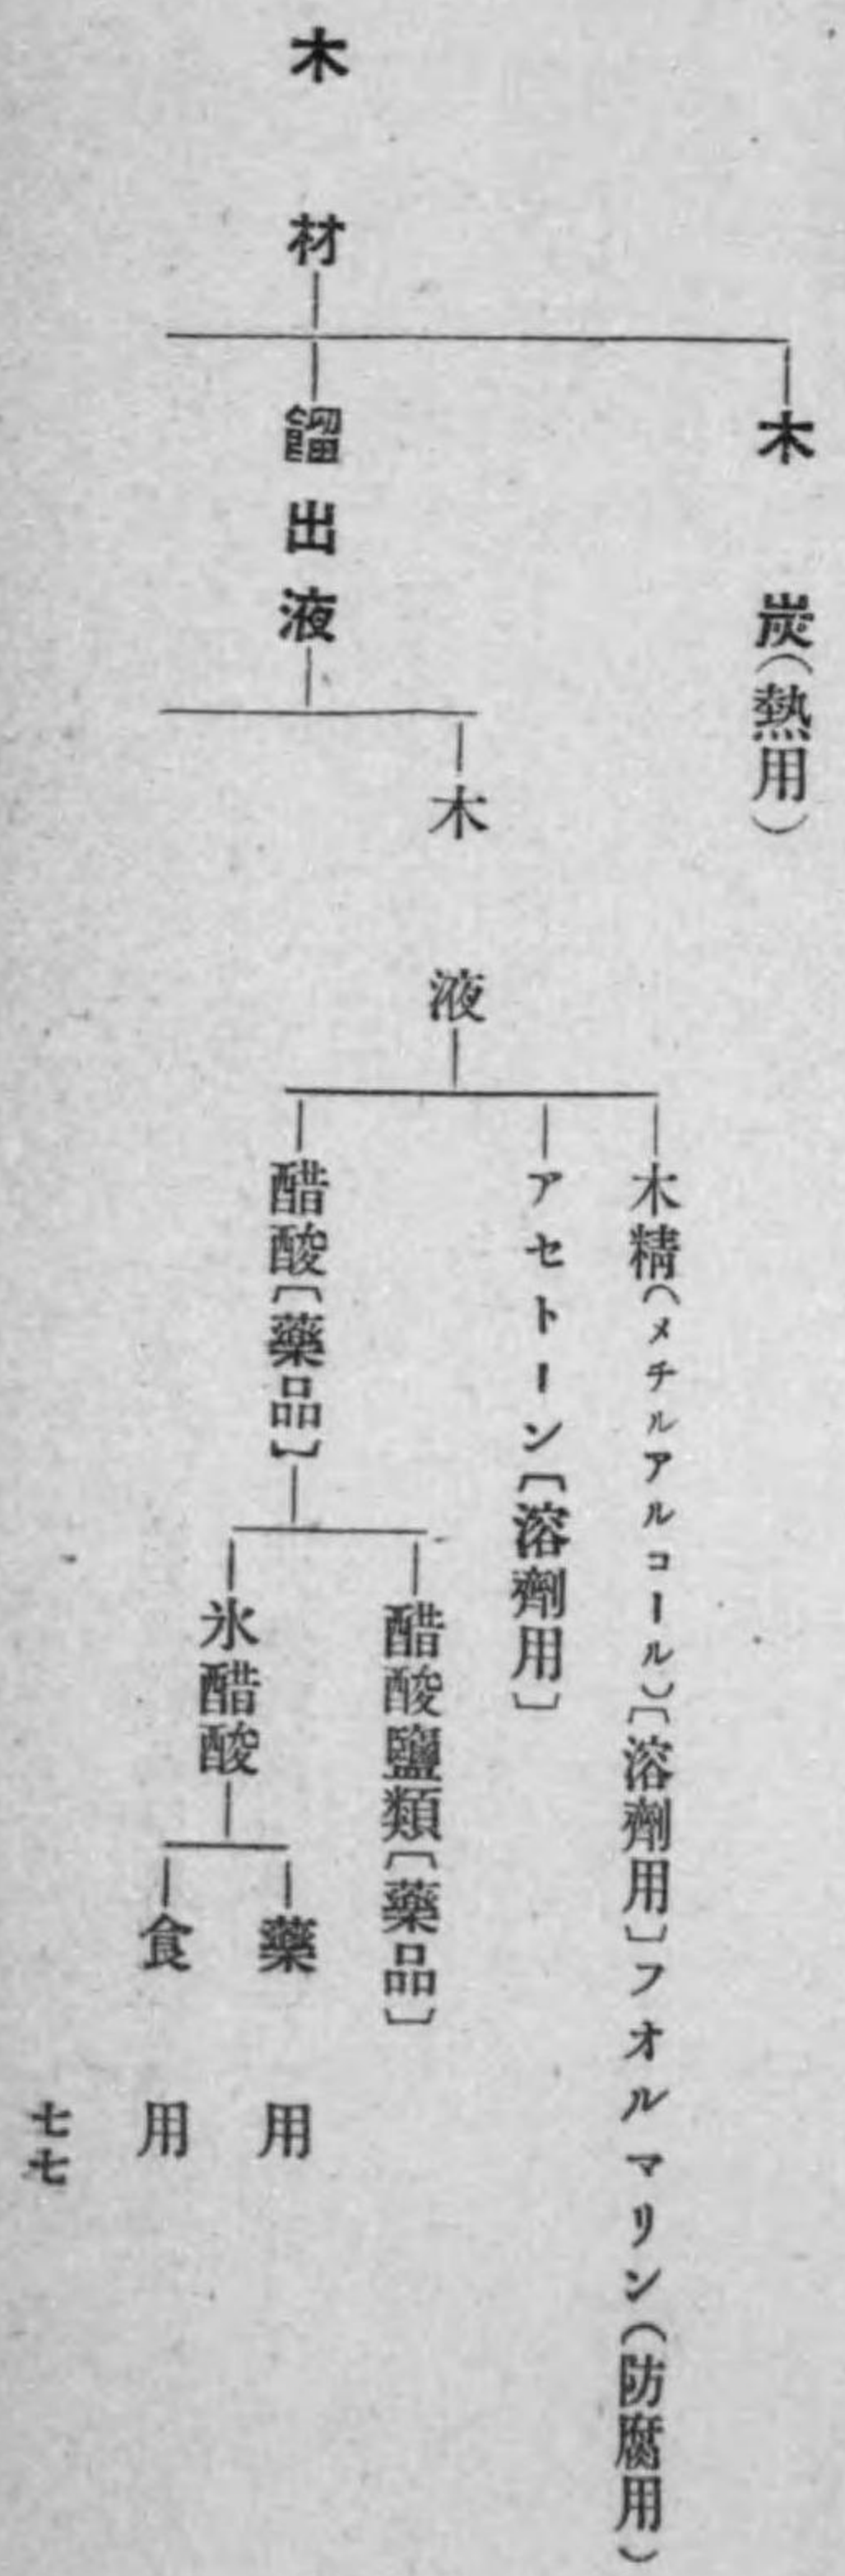 木炭(熱用)
木精(メチルアルコール)〔溶劑用〕フオルマリン(防腐用)
アセトーン〔溶劑用〕
木液
醋酸鹽類〔藥品〕
木材
餾出液
醋酸〔藥品〕
藥用
氷醋酸
食用
七七